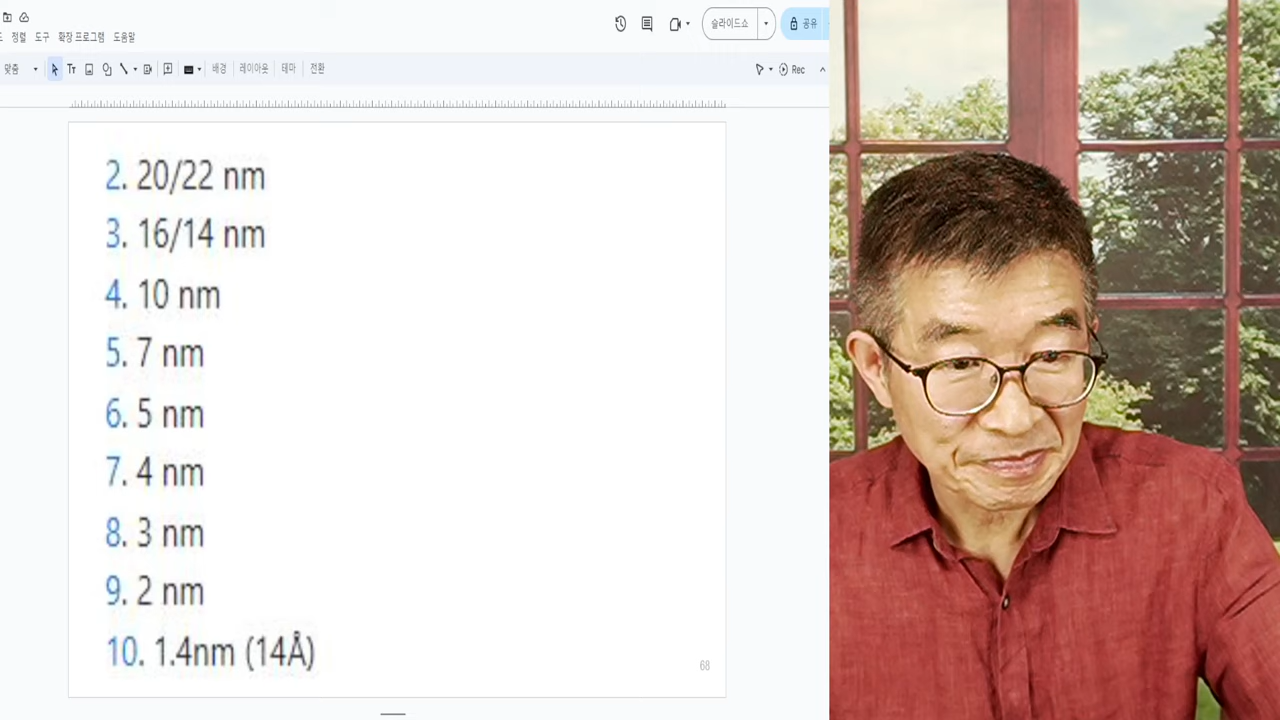 정렬 도구 확장 프로그램 도움말
슬라이드쇼
공유
맞춤
배경 레이아웃 테마 전환
Rec
2. 20/22 nm
3. 16/14 nm
4. 10 nm
5. 7 nm
6. 5 nm
7. 4 nm
8. 3 nm
9. 2 nm
10. 1.4nm (14Å)
68